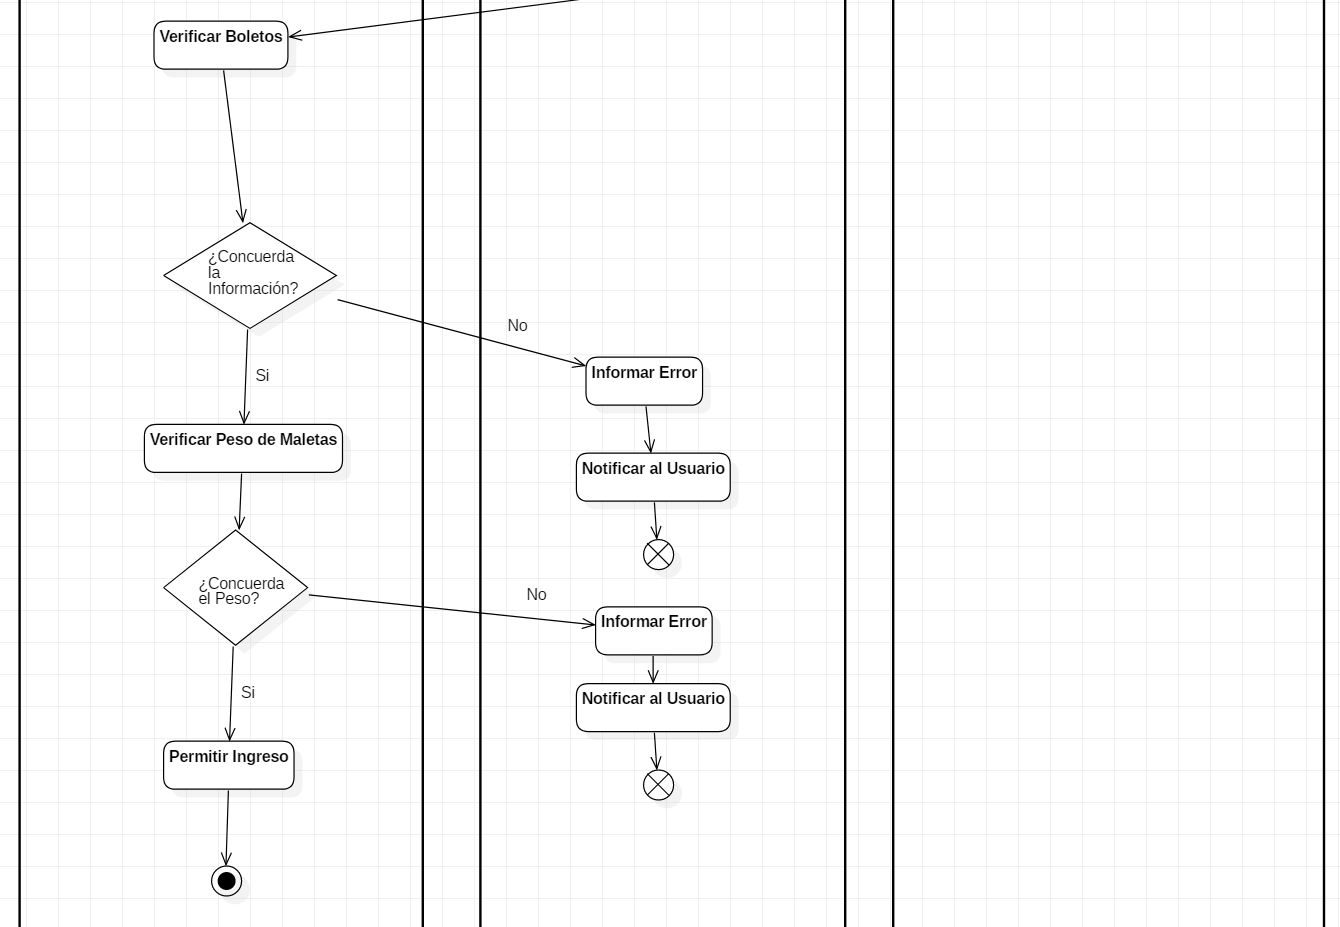 Verificar Boletos
¿Concuerda
la
Información?
No
Informar Error
Si
Verificar Peso de Maletas
Notificar al Usuario
¿Concuerda
el Peso?
No
Informar Error
Si
Notificar al Usuario
Permitir Ingreso